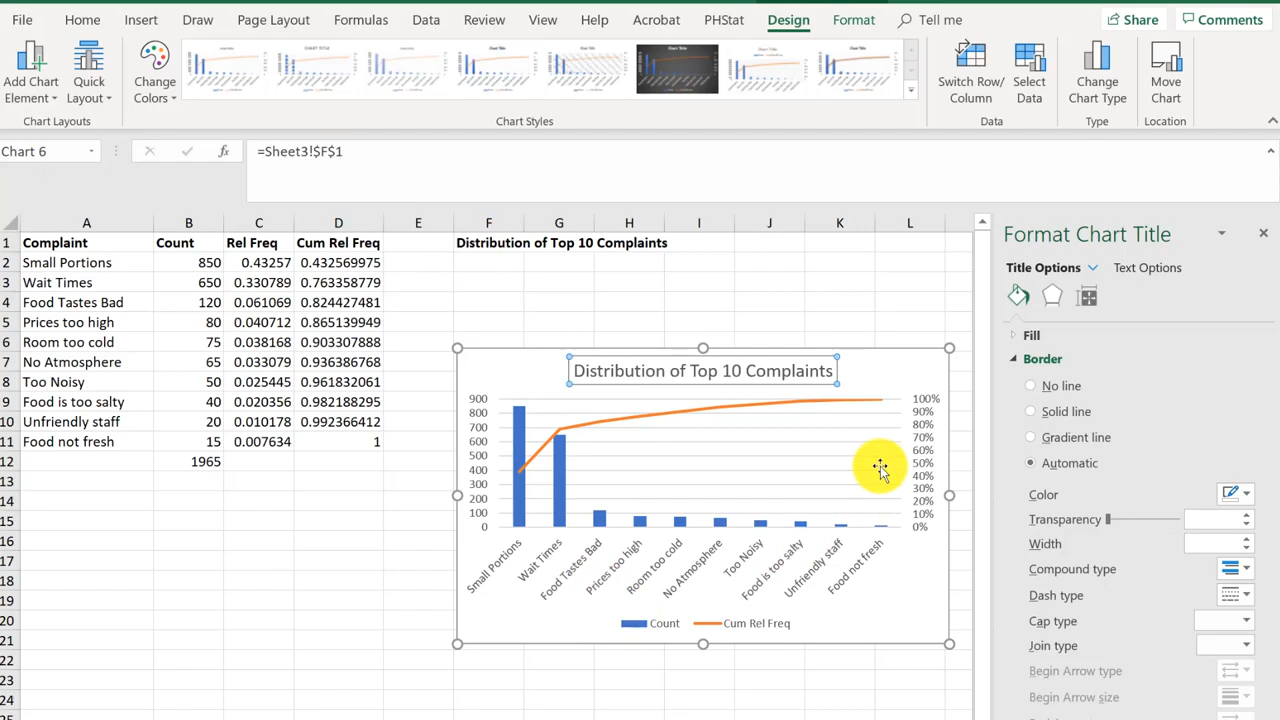 File Home Insert Draw Page Layout Formulas Data Review View Help Acrobat PHStat Design Format Tell me Share Comments
Add Chart Element
Quick Layout
Change Colors
Switch Row/ Column
Select Data
Change Chart Type
Move Chart
Chart Layouts Chart Styles Data Type Location
Chart 6 fx =Sheet3!$F$1
A B C D E F G H I J K L
1 Complaint Count Rel Freq Cum Rel Freq Distribution of Top 10 Complaints
2 Small Portions 850 0.43257 0.432569975
3 Wait Times 650 0.330789 0.763358779
4 Food Tastes Bad 120 0.061069 0.824427481
5 Prices too high 80 0.040712 0.865139949
6 Room too cold 75 0.038168 0.903307888
7 No Atmosphere 65 0.033079 0.936386768
8 Too Noisy 50 0.025445 0.961832061
9 Food is too salty 40 0.020356 0.982188295
10 Unfriendly staff 20 0.010178 0.992366412
11 Food not fresh 15 0.007634 1
12 1965
13
14
15
16
17
18
19
20
21
22
23
24
Distribution of Top 10 Complaints
900 100%
800 90%
700 80%
600 70%
500 60%
400 50%
300 40%
200 30%
100 20%
0 10%
0%
Small Portions
Wait Times
Food Tastes Bad
Prices too high
Room too cold
No Atmosphere
Too Noisy
Food is too salty
Unfriendly staff
Food not fresh
Count Cum Rel Freq
Format Chart Title
Title Options Text Options
Fill
Border
No line
Solid line
Gradient line
Automatic
Color
Transparency
Width
Compound type
Dash type
Cap type
Join type
Begin Arrow type
Begin Arrow size